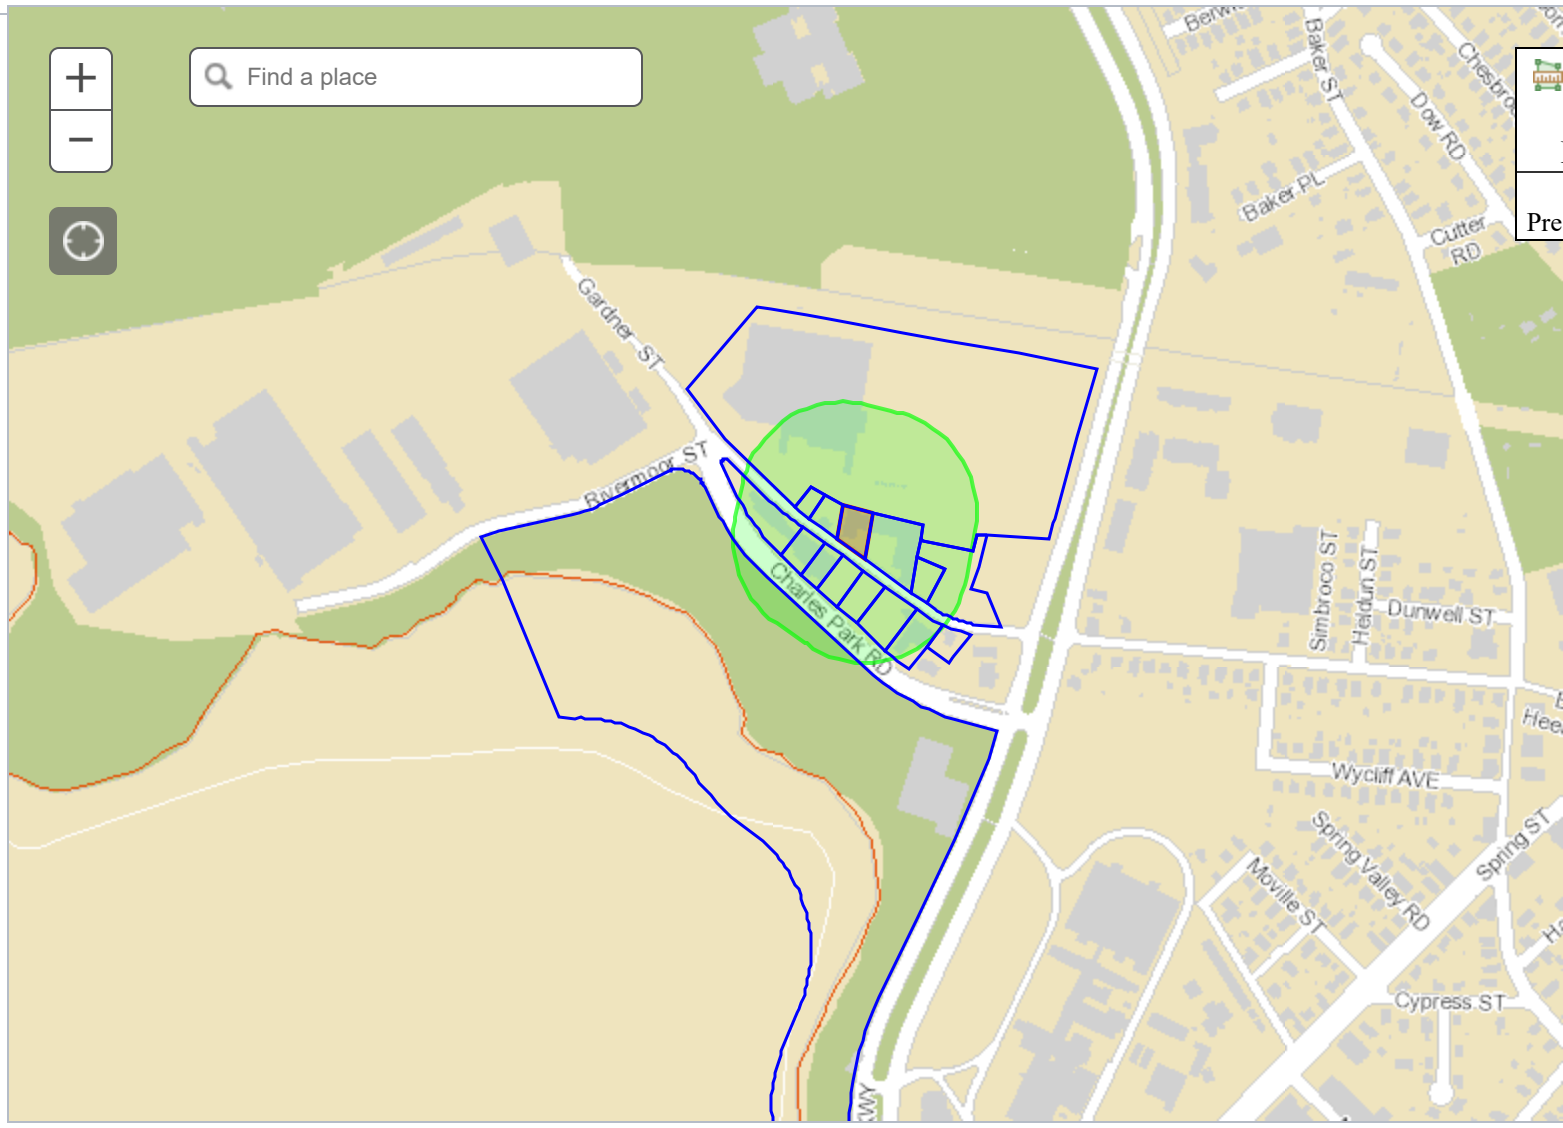 Find a place
Baker ST
Dow RD
Baker PL
Cutter
RD
Pre
Gardner ST
Rivermoor ST
Charles Park RD
Simbroco ST
Heldun ST
Dunwell ST
Wycliff AVE
Spring ST
Spring Valley RD
Moville ST
Cypress ST